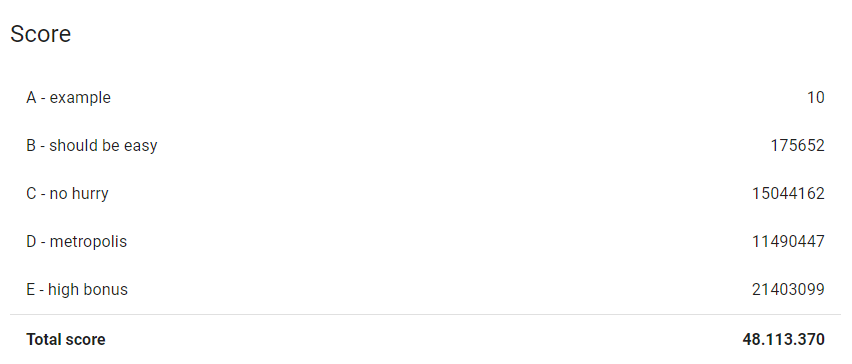 Score
A - example 10
B - should be easy 175652
C - no hurry 15044162
D - metropolis 11490447
E - high bonus 21403099
Total score 48.113.370